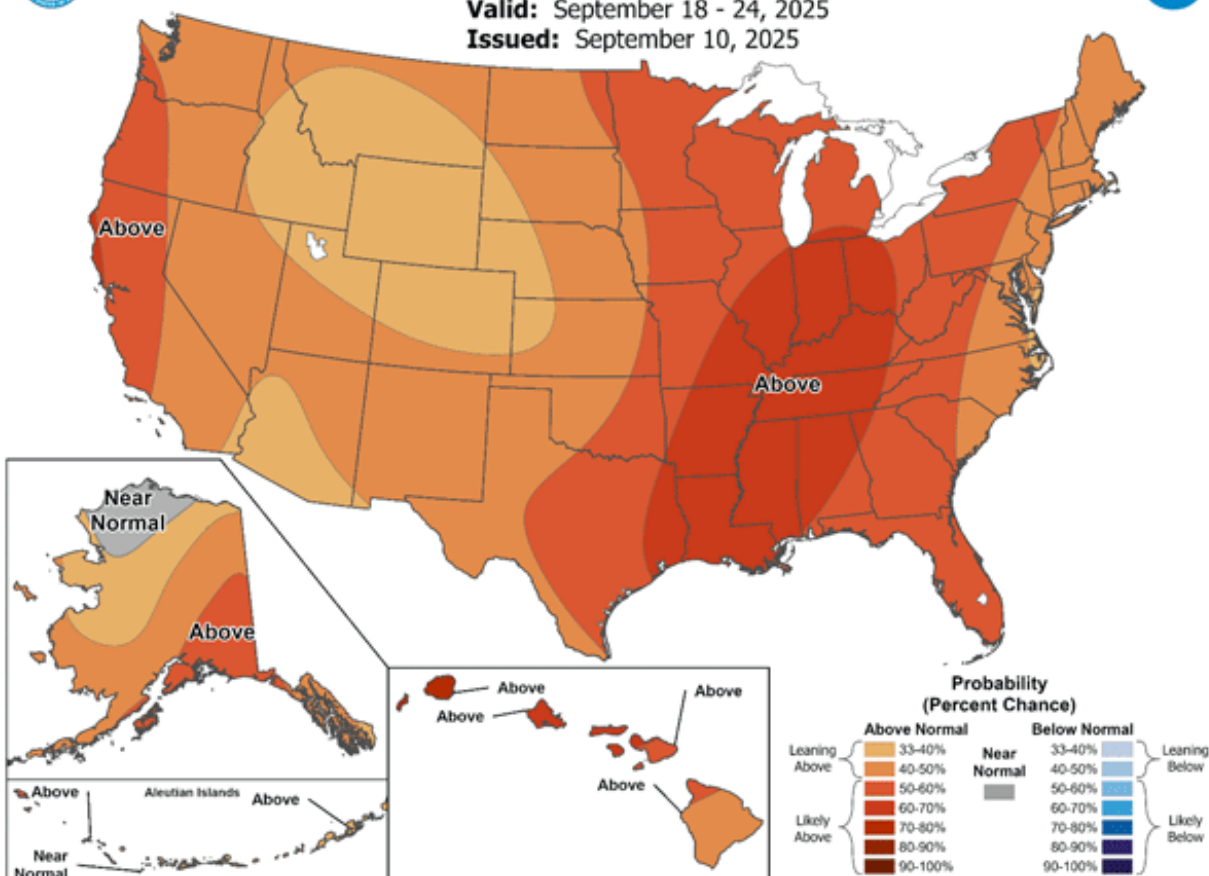 Valid: September 18 - 24, 2025
Issued: September 10, 2025
Above
Above
Near
Normal
Above
Above
Aleutian Islands
Above
Near
Normal
Above
Above
Above
Above
Probability
(Percent Chance)
Above Normal
Below Normal
Leaning
Above
33-40%
40-50%
Near
Normal
33-40%
40-50%
Leaning
Below
Likely
Above
50-60%
60-70%
70-80%
80-90%
90-100%
50-60%
60-70%
70-80%
80-90%
90-100%
Likely
Below